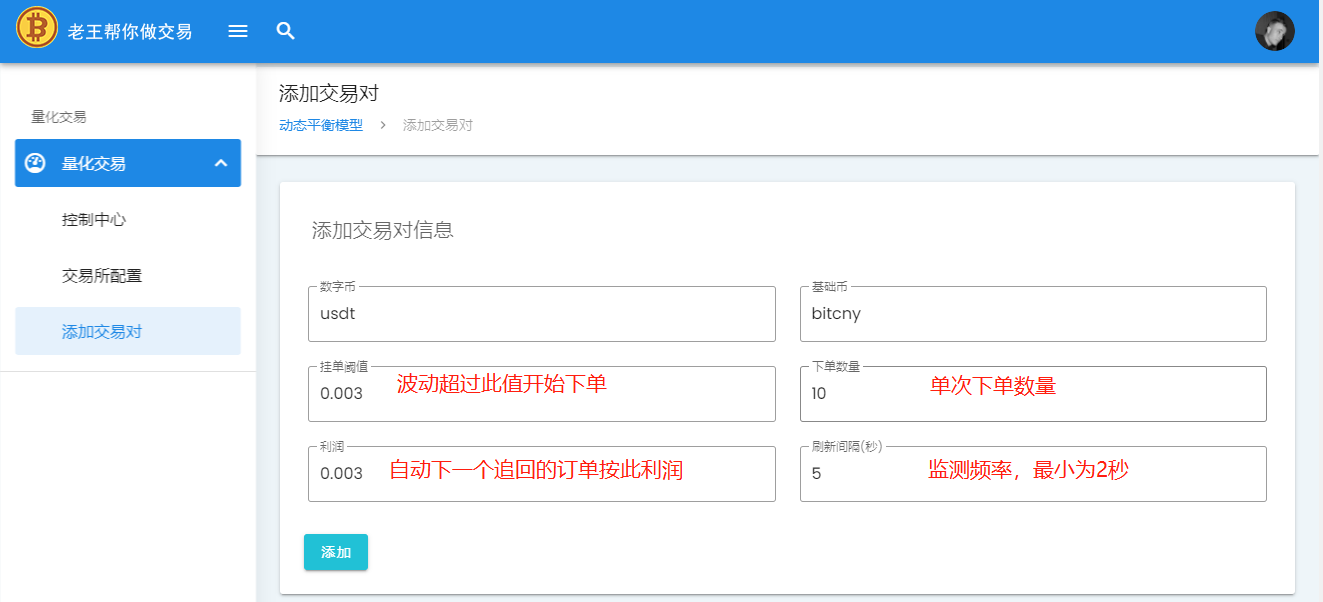 老王帮你做交易
量化交易
量化交易
控制中心
交易所配置
添加交易对
添加交易对
动态平衡模型 > 添加交易对
添加交易对信息
数字币
usdt
基础币
bitcny
挂单阈值
0.003 波动超过此值开始下单
下单数量
10 单次下单数量
利润
0.003 自动下一个追回的订单按此利润
刷新间隔(秒)
5 监测频率，最小为2秒
添加